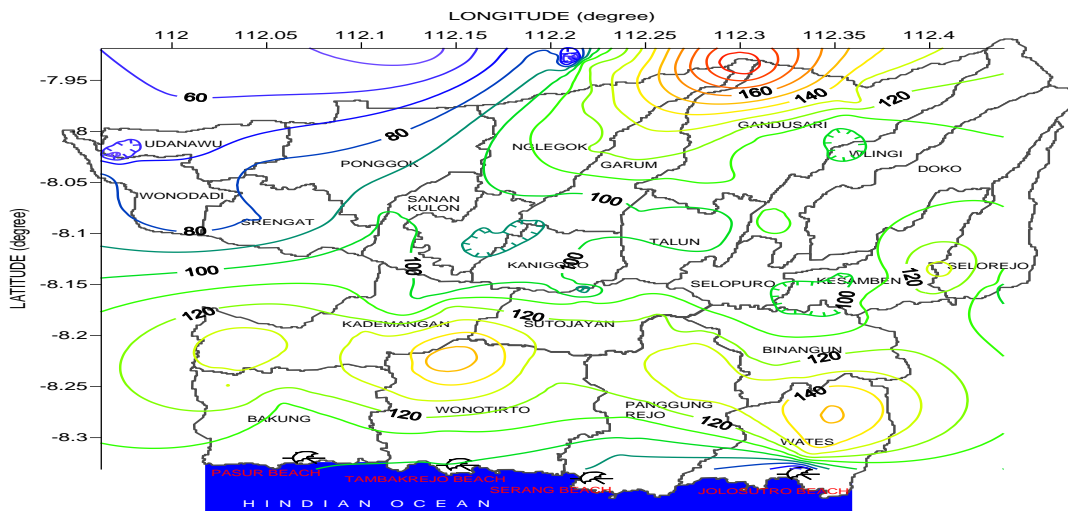 LONGITUDE (degree)
112 112.05 112.1 112.15 112.2 112.25 112.3 112.35 112.4
LATITUDE (degree)
-7.95
-8
-8.05
-8.1
-8.15
-8.2
-8.25
-8.3
60
160
140
120
80
GANDUSARI
UDANAWU
NGLEGOK
WLINGI
PONGGOK
GARUM
DOKO
WONODADI
SANAN
KULON
100
SRENGAT
80
TALUN
100
100
100
KANIGORO
SELOREJO
120
SELOPURO
KESAMBEN
100
120
120
KADEMANGAN
SUTOJAYAN
BINANGUN
120
140
BAKUNG
120
WONOTIRTO
PANGGUNG
REJO
120
WATES
PASUR BEACH
TAMBAKREJO BEACH
SERANG BEACH
JOLOSUTRO BEACH
HINDIAN OCEAN